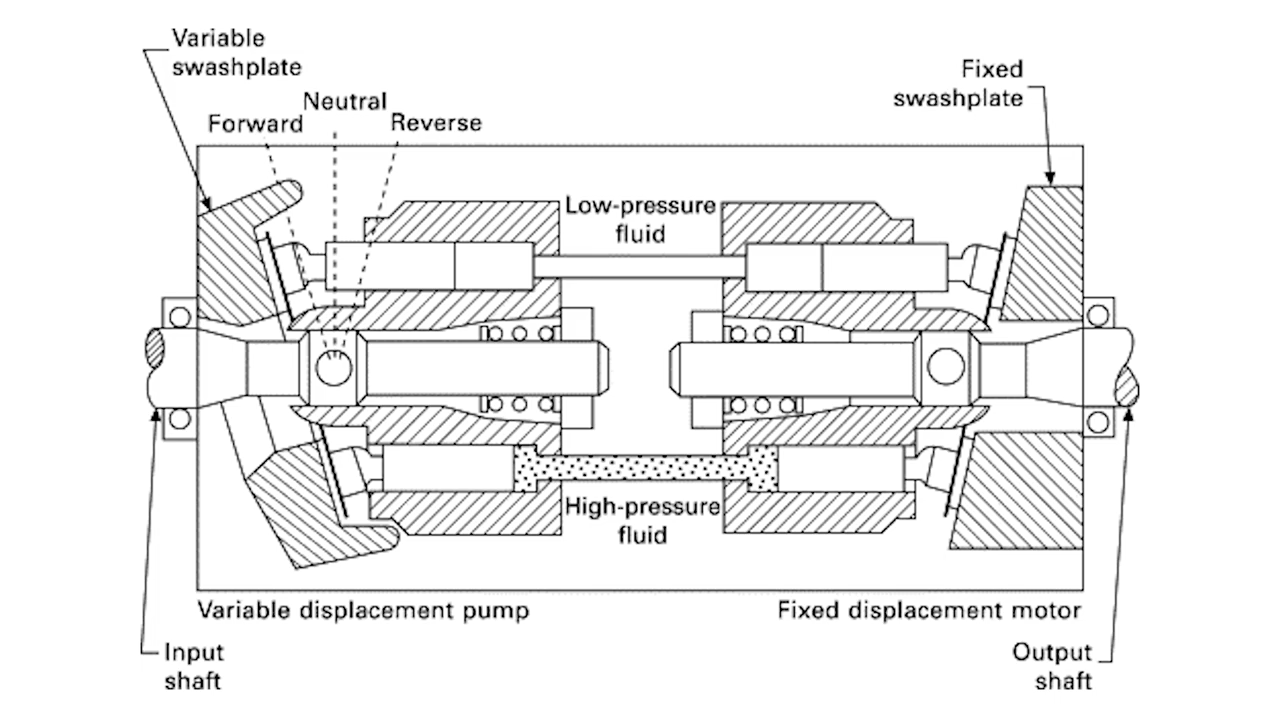 Variable
swashplate
Neutral
Forward
Reverse
Fixed
swashplate
Low-pressure
fluid
High-pressure
fluid
Variable displacement pump
Fixed displacement motor
Input
shaft
Output
shaft